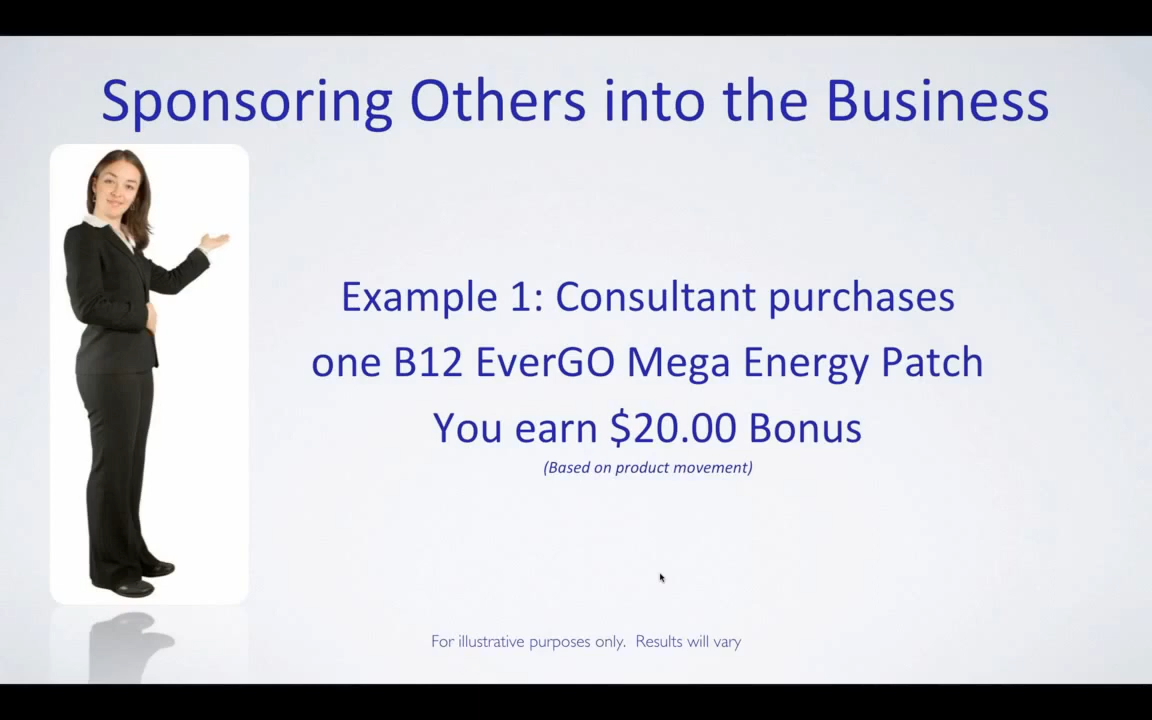 Sponsoring Others into the Business
Example 1: Consultant purchases
one B12 EverGO Mega Energy Patch
You earn $20.00 Bonus
(Based on product movement)
For illustrative purposes only.  Results will vary